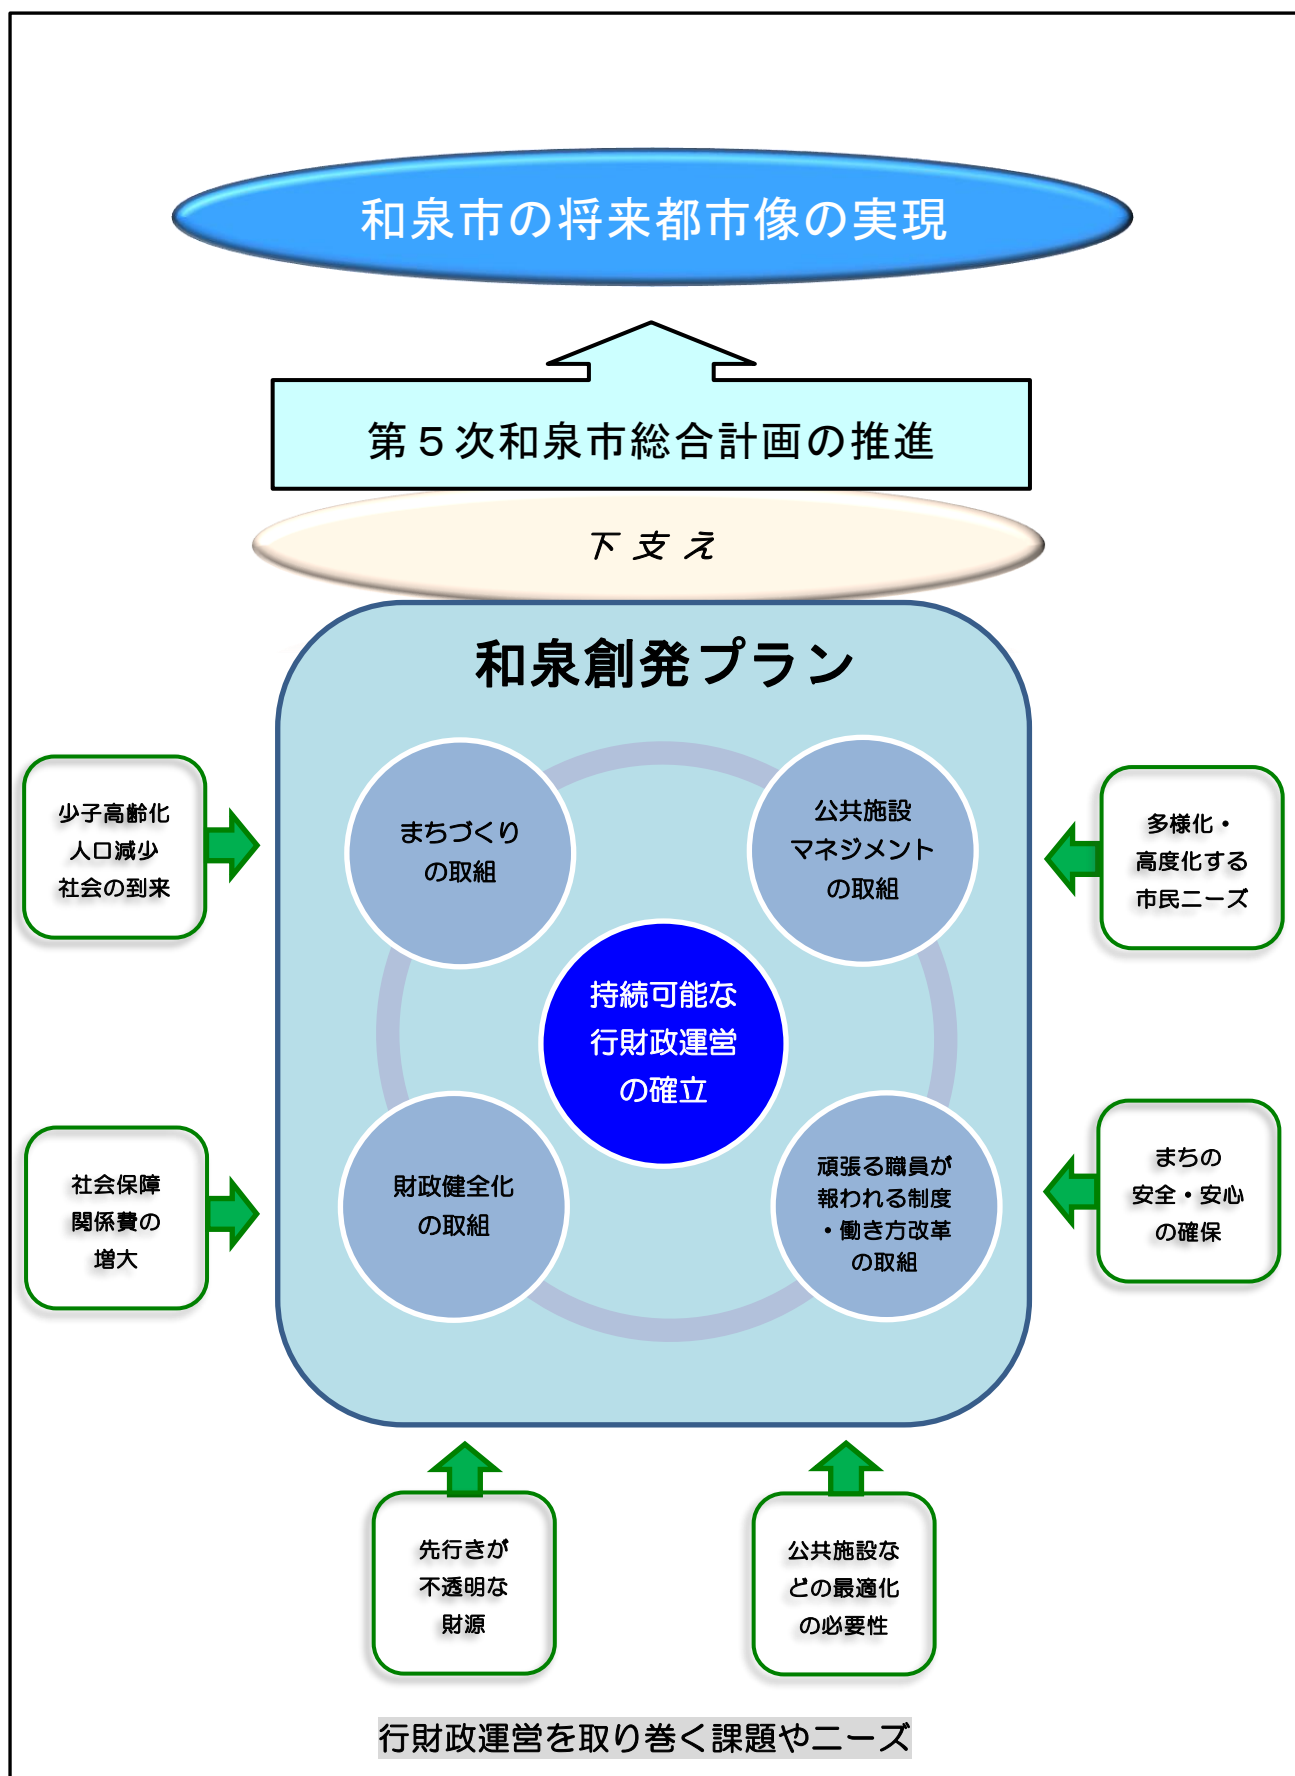 和泉市の将来都市像の実現
第５次和泉市総合計画の推進
下支え
和泉創発プラン
まちづくり
の取組
公共施設
マネジメント
の取組
持続可能な
行財政運営
の確立
財政健全化
の取組
頑張る職員が
報われる制度
・働き方改革
の取組
少子高齢化
人口減少
社会の到来
社会保障
関係費の
増大
多様化・
高度化する
市民ニーズ
まちの
安全・安心
の確保
先行きが
不透明な
財源
公共施設な
どの最適化
の必要性
行財政運営を取り巻く課題やニーズ